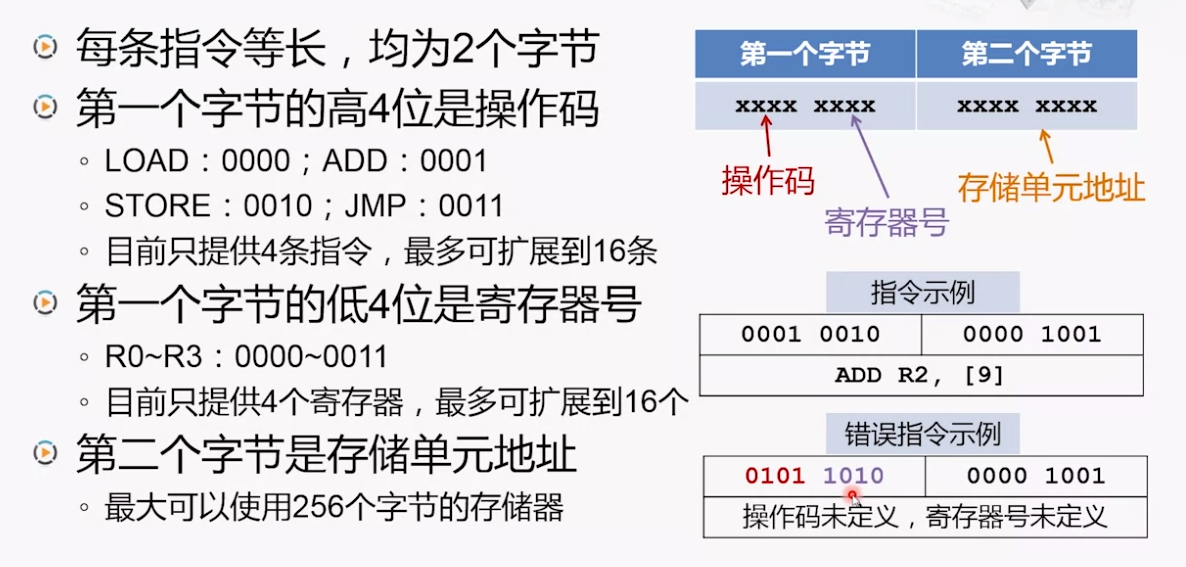 每条指令等长，均为2个字节
第一个字节的高4位是操作码
LOAD：0000；ADD：0001
STORE：0010；JMP：0011
目前只提供4条指令，最多可扩展到16条
第一个字节的低4位是寄存器号
R0~R3：0000~0011
目前只提供4个寄存器，最多可扩展到16个
第二个字节是存储单元地址
最大可以使用256个字节的存储器
第一个字节 第二个字节
xxxx xxxx xxxx xxxx
操作码
存储单元地址
寄存器号
指令示例
0001 0010 0000 1001
ADD R2, [9]
错误指令示例
0101 1010 0000 1001
操作码未定义，寄存器号未定义